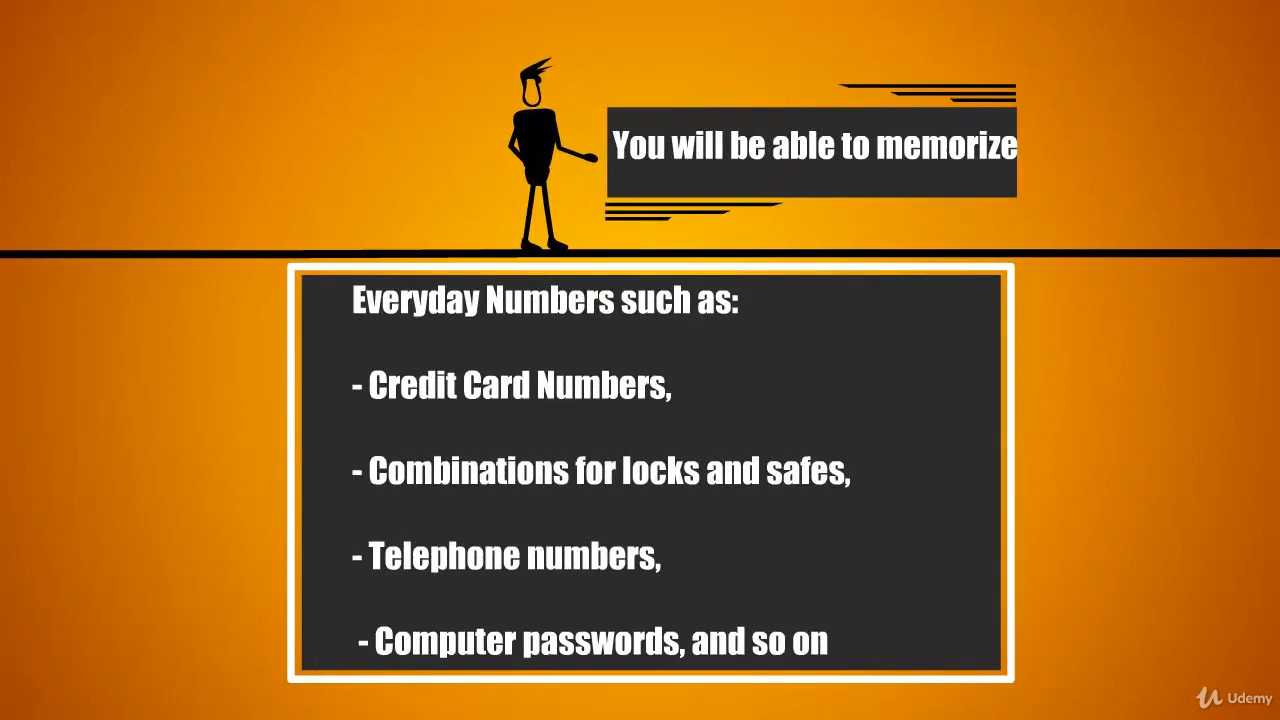 You will be able to memorize
Everyday Numbers such as:
- Credit Card Numbers,
- Combinations for locks and safes,
- Telephone numbers,
- Computer passwords, and so on
Udemy